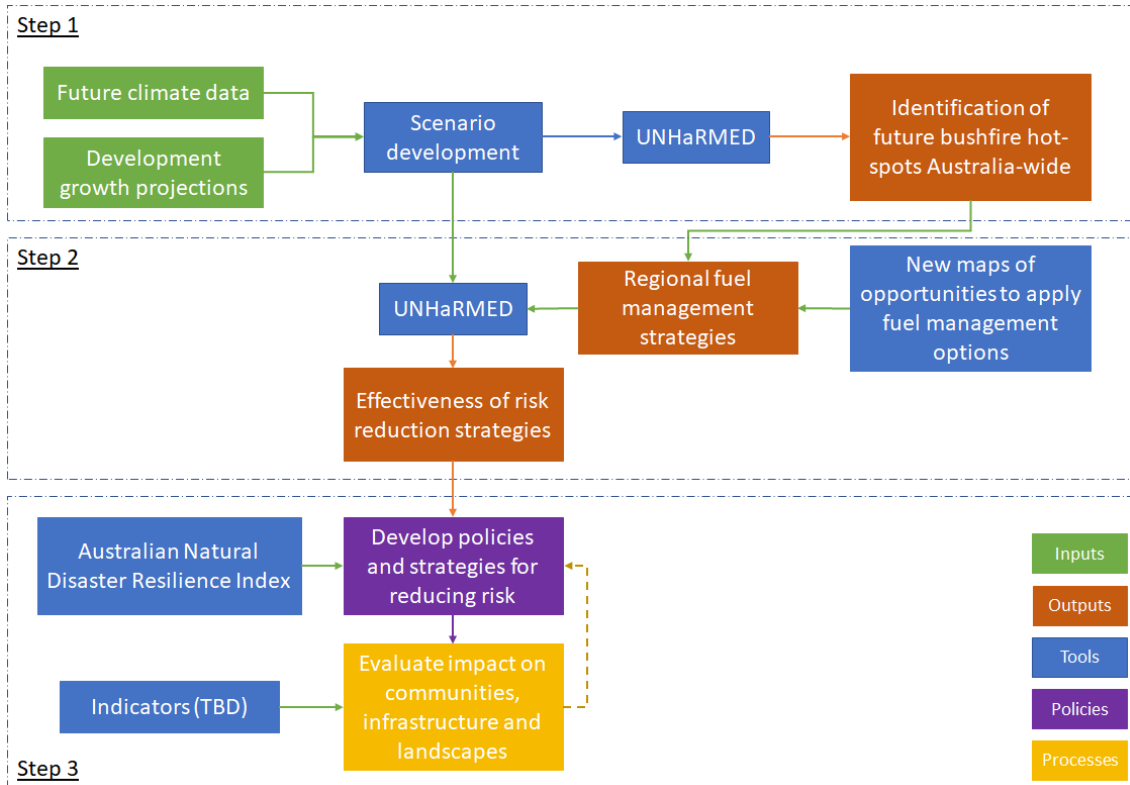 Step 1
Future climate data
Development
growth projections
Scenario
development
UNHaRMED
Identification of
future bushfire hot-
spots Australia-wide
Step 2
UNHaRMED
Regional fuel
management
strategies
New maps of
opportunities to apply
fuel management
options
Effectiveness of risk
reduction strategies
Australian Natural
Disaster Resilience Index
Develop policies
and strategies for
reducing risk
Indicators (TBD)
Evaluate impact on
communities,
infrastructure and
landscapes
Step 3
Inputs
Outputs
Tools
Policies
Processes